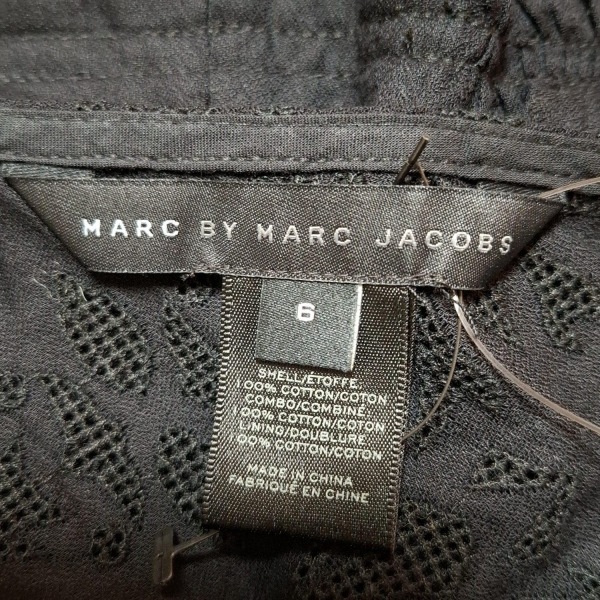 MARC BY MARC JACOBS
6
SHELL/ETOFFE
100% COTTON/COTON
COMBO/COMBINÉ
100% COTTON/COTON
LINING/DOUBLURE
100% COTTON/COTON
MADE IN CHINA
FABRIQUE EN CHINE